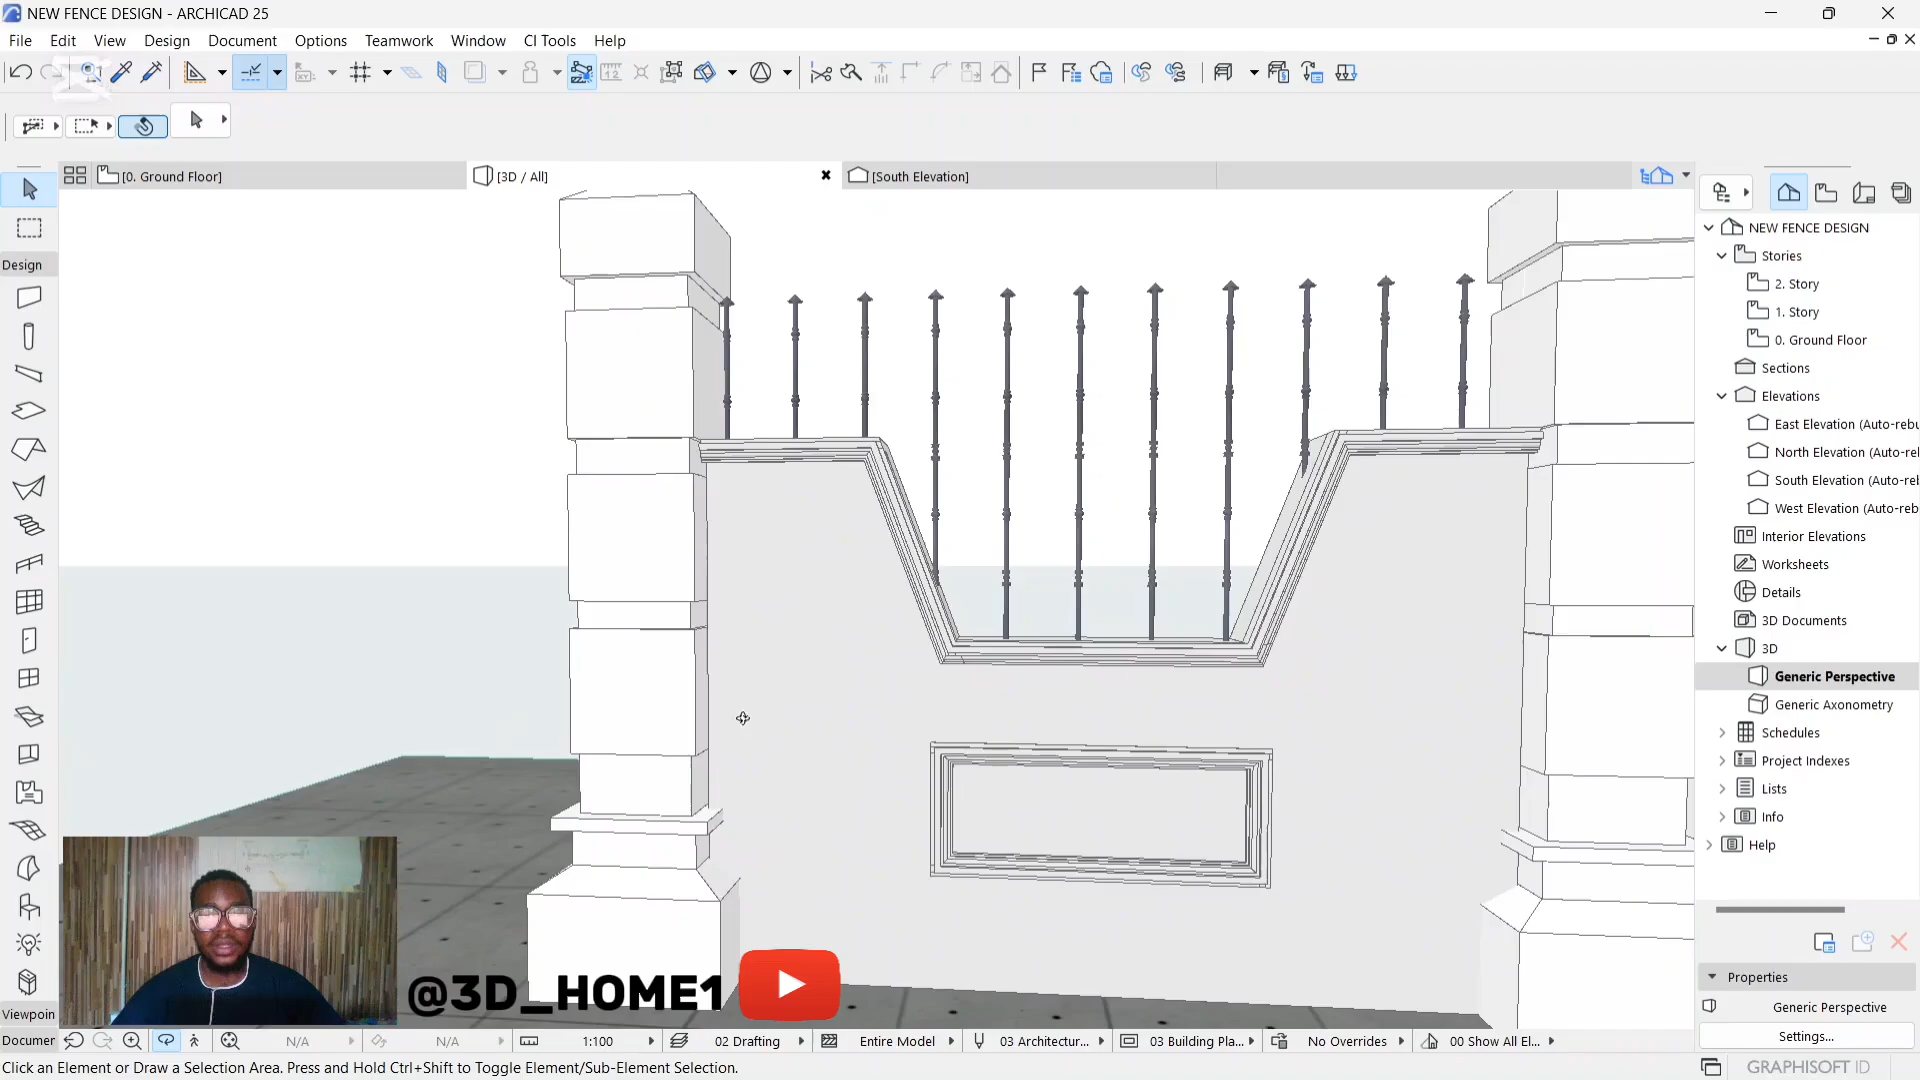 NEW FENCE DESIGN - ARCHICAD 25
File Edit View Design Document Options Teamwork Window CI Tools Help
[0. Ground Floor]
[3D / All]
[South Elevation]
Design
NEW FENCE DESIGN
Stories
2. Story
1. Story
0. Ground Floor
Sections
Elevations
East Elevation (Auto-rebu
North Elevation (Auto-rel
South Elevation (Auto-rel
West Elevation (Auto-reb
Interior Elevations
Worksheets
Details
3D Documents
3D
Generic Perspective
Generic Axonometry
Schedules
Project Indexes
Lists
Info
Help
Properties
Generic Perspective
Settings...
@3D_HOME1
Viewpoin
Documer
N/A
N/A
1:100
02 Drafting
Entire Model
03 Architectur...
03 Building Pla...
No Overrides
00 Show All El...
Click an Element or Draw a Selection Area. Press and Hold Ctrl+Shift to Toggle Element/Sub-Element Selection.
GRAPHISOFT ID